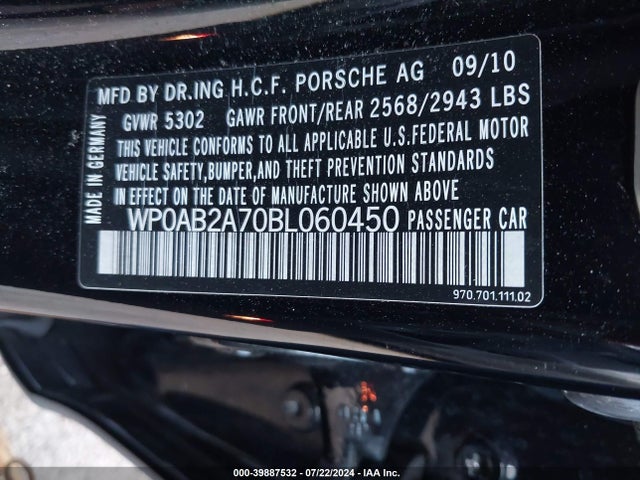 MFD BY DR.ING H.C.F. PORSCHE AG 09/10
GVWR 5302 GAWR FRONT/REAR 2568/2943 LBS
THIS VEHICLE CONFORMS TO ALL APPLICABLE U.S.FEDERAL MOTOR
VEHICLE SAFETY,BUMPER,AND THEFT PREVENTION STANDARDS
IN EFFECT ON THE DATE OF MANUFACTURE SHOWN ABOVE.
WP0AB2A70BL060450 PASSENGER CAR
MADE IN GERMANY
970.701.111.02
000-39887532 / 07/22/2024 - IAA Inc.